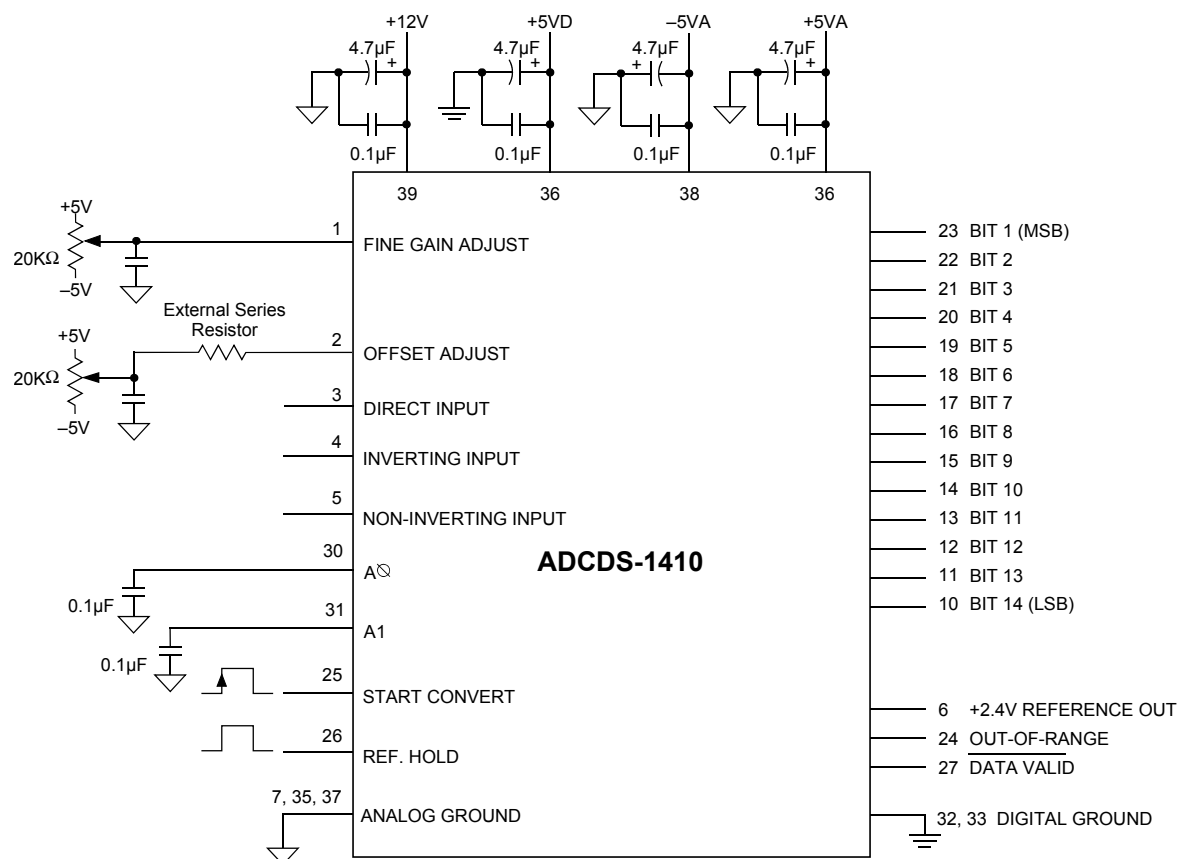 +12V +5VD –5VA +5VA
4.7µF 4.7µF 4.7µF 4.7µF
+ + + +
0.1µF 0.1µF 0.1µF 0.1µF
39 36 38 36
+5V
20KΩ
–5V
1 FINE GAIN ADJUST
External Series
Resistor
+5V
20KΩ
–5V
2 OFFSET ADJUST
3 DIRECT INPUT
4 INVERTING INPUT
5 NON-INVERTING INPUT
30 A∅
0.1µF
31 A1
0.1µF
25 START CONVERT
26 REF. HOLD
7, 35, 37 ANALOG GROUND
ADCDS-1410
23 BIT 1 (MSB)
22 BIT 2
21 BIT 3
20 BIT 4
19 BIT 5
18 BIT 6
17 BIT 7
16 BIT 8
15 BIT 9
14 BIT 10
13 BIT 11
12 BIT 12
11 BIT 13
10 BIT 14 (LSB)
6 +2.4V REFERENCE OUT
24 OUT-OF-RANGE
27 DATA VALID
32, 33 DIGITAL GROUND